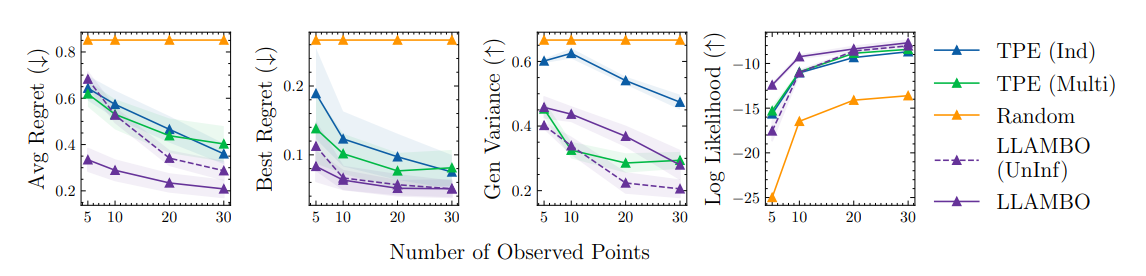 Avg Regret (↓)
0.8
0.6
0.4
0.2
5 10 20 30
Best Regret (↓)
0.2
0.1
5 10 20 30
Gen Variance (↑)
0.6
0.4
0.2
5 10 20 30
Log Likelihood (↑)
−10
−15
−20
−25
5 10 20 30
Number of Observed Points
TPE (Ind)
TPE (Multi)
Random
LLAMBO
(UnInf)
LLAMBO